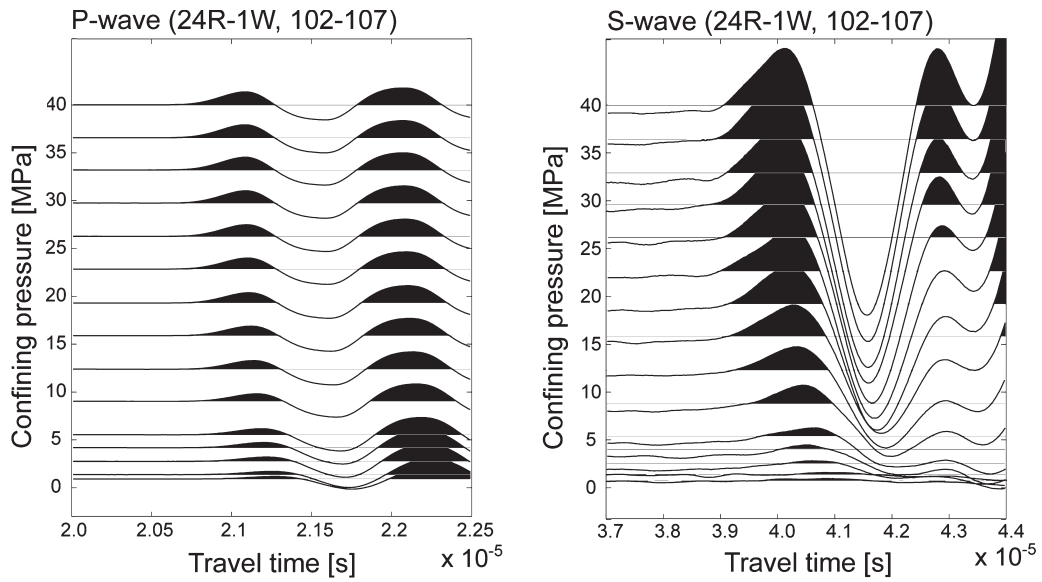 P-wave (24R-1W, 102-107)
Confining pressure [MPa]
40
35
30
25
20
15
10
5
0
2.0 2.05 2.1 2.15 2.2 2.25
Travel time [s] x 10-5
S-wave (24R-1W, 102-107)
Confining pressure [MPa]
40
35
30
25
20
15
10
5
0
3.7 3.8 3.9 4.0 4.1 4.2 4.3 4.4
Travel time [s] x 10-5